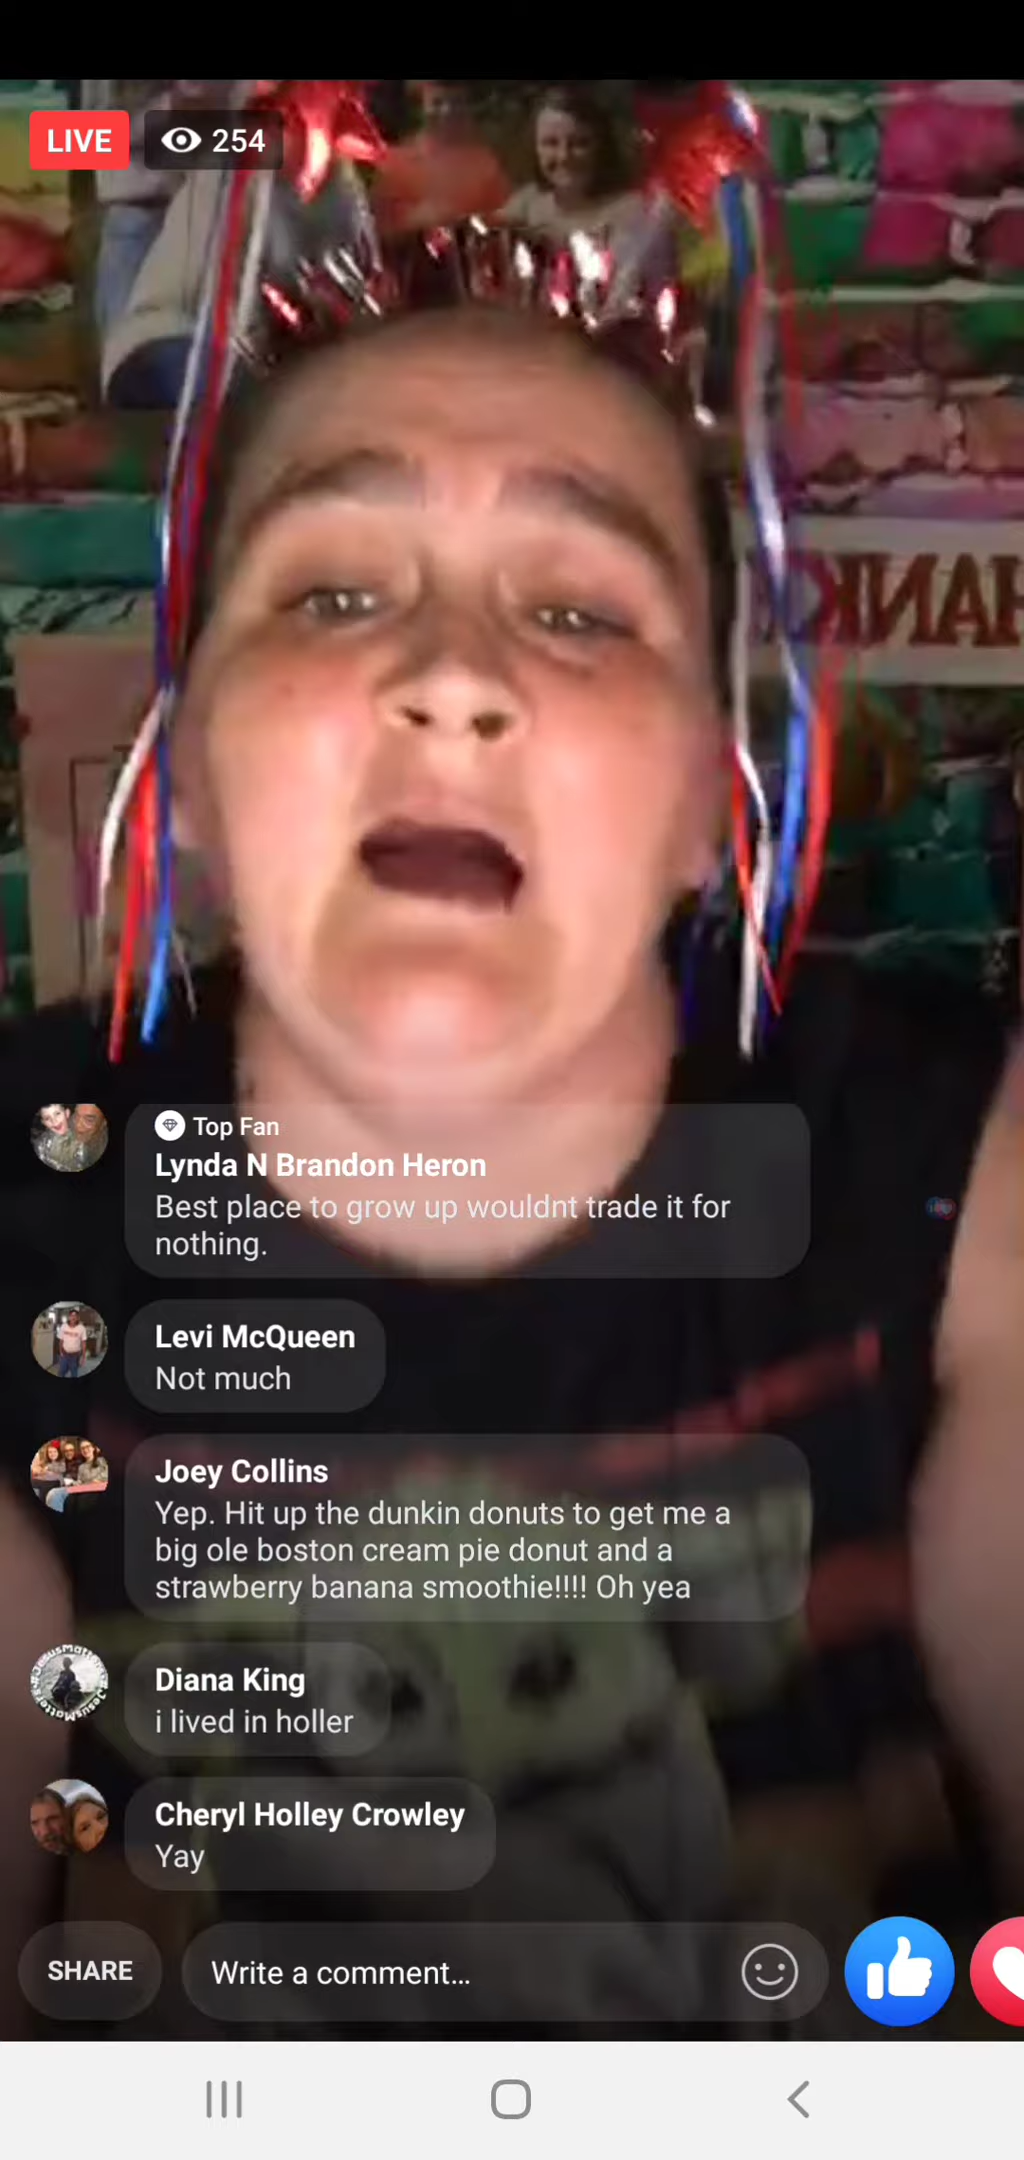 LIVE 254
HANK
Top Fan
Lynda N Brandon Heron
Best place to grow up wouldnt trade it for
nothing.
Levi McQueen
Not much
Joey Collins
Yep. Hit up the dunkin donuts to get me a
big ole boston cream pie donut and a
strawberry banana smoothie!!!! Oh yea
Diana King
i lived in holler
Cheryl Holley Crowley
Yay
SHARE
Write a comment...